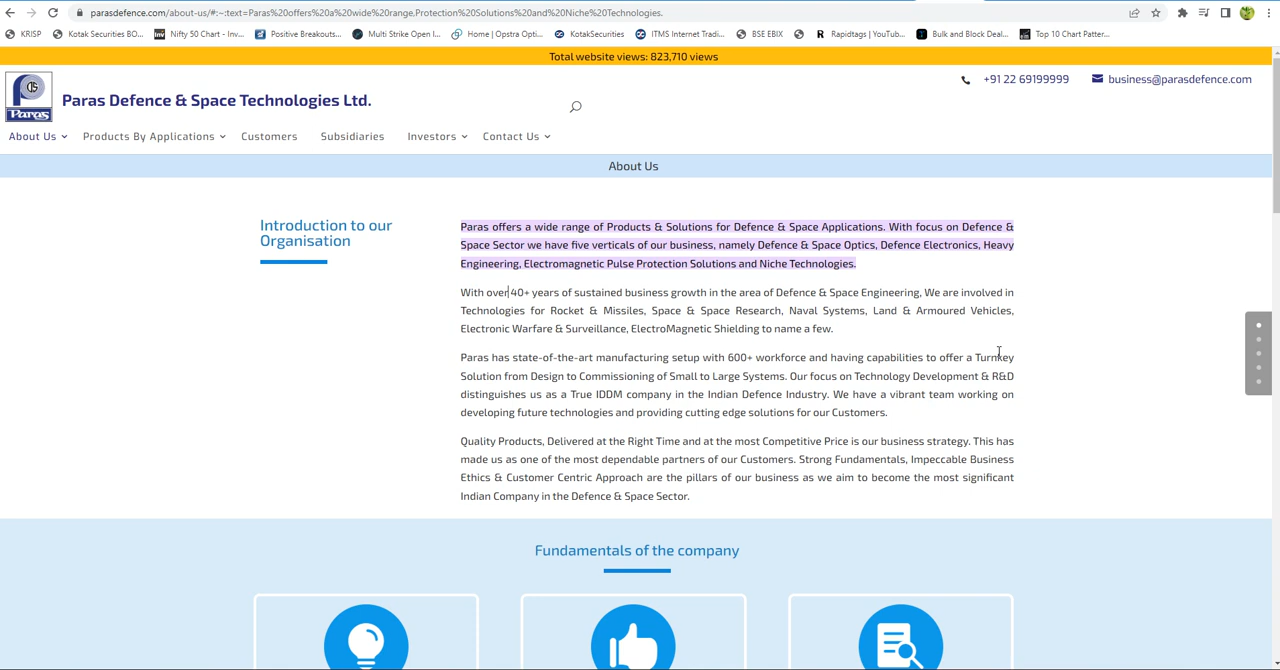 parasdefence.com/about-us/#:~:text=Paras%20offers%20a%20wide%20range,Protection%20Solutions%20and%20Niche%20Technologies.
KRISP Kotak Securities BO... Nifty 50 Chart - Inv... Positive Breakouts:... Multi Strike Open I... Home | Opstra Opti... KotakSecurities ITMS Internet Tradi... BSE EBIX Rapidtags | YouTub... Bulk and Block Deal... Top 10 Chart Patter...
Total website views: 823,710 views
Paras
Paras Defence & Space Technologies Ltd.
+91 22 69199999 business@parasdefence.com
About Us Products By Applications Customers Subsidiaries Investors Contact Us
About Us
Introduction to our
Organisation
Paras offers a wide range of Products & Solutions for Defence & Space Applications. With focus on Defence &
Space Sector we have five verticals of our business, namely Defence & Space Optics, Defence Electronics, Heavy
Engineering, Electromagnetic Pulse Protection Solutions and Niche Technologies.
With over 40+ years of sustained business growth in the area of Defence & Space Engineering, We are involved in
Technologies for Rocket & Missiles, Space & Space Research, Naval Systems, Land & Armoured Vehicles,
Electronic Warfare & Surveillance, ElectroMagnetic Shielding to name a few.
Paras has state-of-the-art manufacturing setup with 600+ workforce and having capabilities to offer a Turnkey
Solution from Design to Commissioning of Small to Large Systems. Our focus on Technology Development & R&D
distinguishes us as a True IDDM company in the Indian Defence Industry. We have a vibrant team working on
developing future technologies and providing cutting edge solutions for our Customers.
Quality Products, Delivered at the Right Time and at the most Competitive Price is our business strategy. This has
made us as one of the most dependable partners of our Customers. Strong Fundamentals, Impeccable Business
Ethics & Customer Centric Approach are the pillars of our business as we aim to become the most significant
Indian Company in the Defence & Space Sector.
Fundamentals of the company